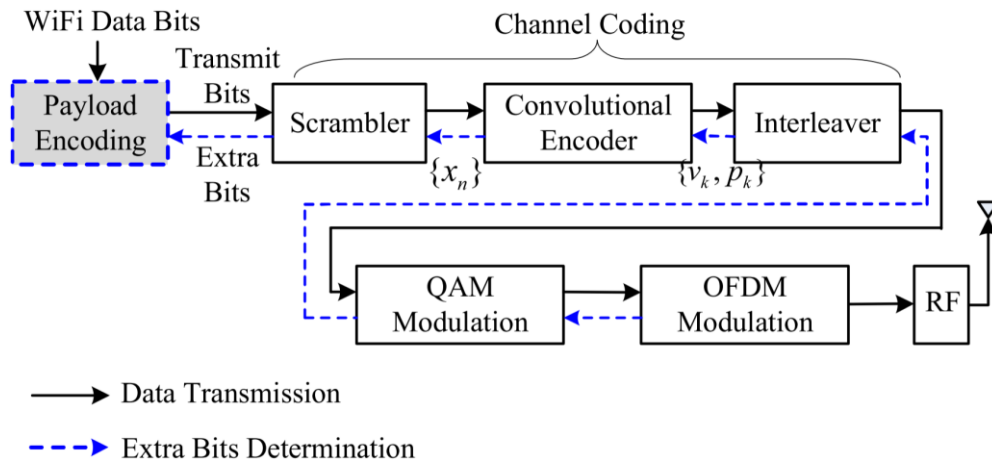 WiFi Data Bits
Channel Coding
Transmit
Bits
Payload
Encoding
Scrambler
Convolutional
Encoder
Interleaver
Extra
Bits
{x_n}
{v_k, p_k}
QAM
Modulation
OFDM
Modulation
RF
Data Transmission
Extra Bits Determination